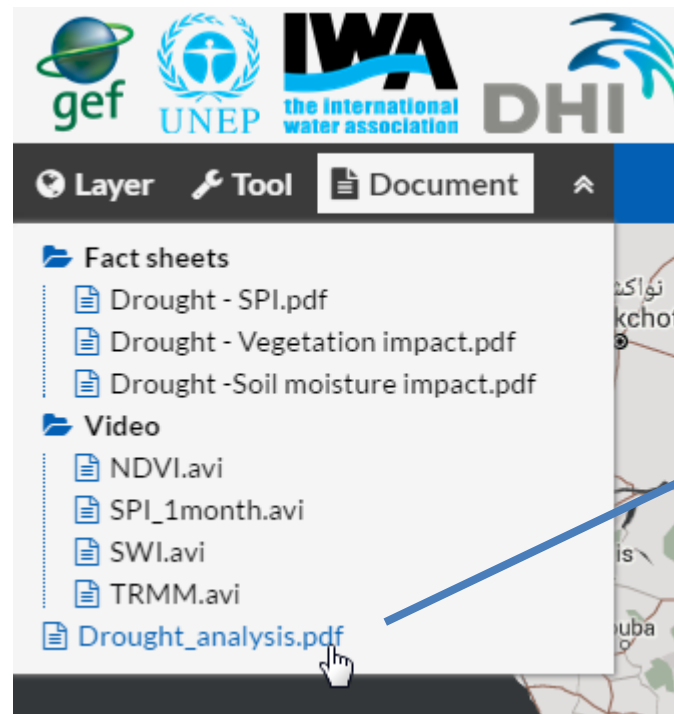 gef
UNEP
IWA
the international
water association
DHI
Layer Tool Document
Fact sheets
Drought - SPI.pdf
Drought - Vegetation impact.pdf
Drought -Soil moisture impact.pdf
Video
NDVI.avi
SPI_1month.avi
SWI.avi
TRMM.avi
Drought_analysis.pdf